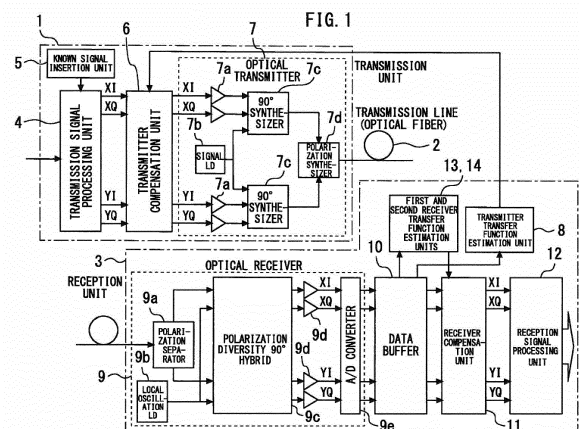 FIG. 1
1
6
7
5
KNOWN SIGNAL
INSERTION UNIT
OPTICAL
TRANSMITTER
TRANSMISSION
UNIT
7a
7c
4
TRANSMISSION SIGNAL
PROCESSING UNIT
XI
XQ
TRANSMITTER
COMPENSATION UNIT
XI
XQ
90°
SYNTHE-
SIZER
7b
SIGNAL
LD
7d
POLARI-
ZATION
SYNTHE-
SIZER
TRANSMISSION
LINE
(OPTICAL FIBER)
2
7c
7a
YI
YQ
YI
YQ
90°
SYNTHE-
SIZER
13, 14
FIRST AND
SECOND RECEIVER
TRANSFER
FUNCTION
ESTIMATION
UNITS
TRANSMITTER
TRANSFER
FUNCTION
ESTIMATION UNIT
8
3
RECEPTION
UNIT
OPTICAL RECEIVER
10
12
9a
POLARI-
ZATION
SEPA-
RATOR
9b
LOCAL
OSCILLAT-
ION LD
9
POLARIZATION
DIVERSITY 90°
HYBRID
XI
XQ
9d
9d
YI
YQ
9c
A/D CONVERTER
9e
DATA
BUFFER
RECEIVER
COMPENSA-
TION
UNIT
11
XI
XQ
YI
YQ
RECEPTION
SIGNAL
PROCESSING
UNIT